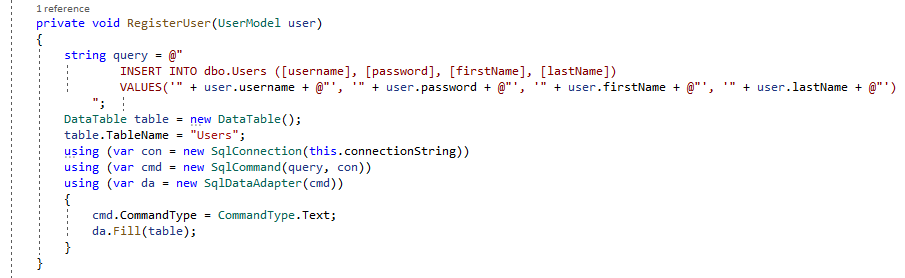 1 reference
private void RegisterUser(UserModel user)
{
string query = @"
INSERT INTO dbo.Users ([username], [password], [firstName], [lastName])
VALUES('" + user.username + @"', '" + user.password + @"', '" + user.firstName + @"', '" + user.lastName + @"')
";
DataTable table = new DataTable();
table.TableName = "Users";
using (var con = new SqlConnection(this.connectionString))
using (var cmd = new SqlCommand(query, con))
using (var da = new SqlDataAdapter(cmd))
{
cmd.CommandType = CommandType.Text;
da.Fill(table);
}
}